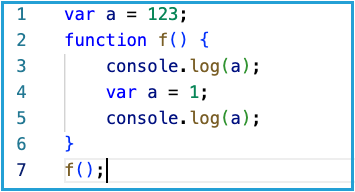 1 var a = 123;
2 function f() {
3     console.log(a);
4     var a = 1;
5     console.log(a);
6 }
7 f();